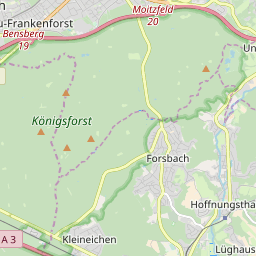 n
u-Frankenforst
Bensberg
19
Moitzfeld
20
Un
Königsforst
Forsbach
Hoffnungstha
A 3
Kleineichen
Lüghaus